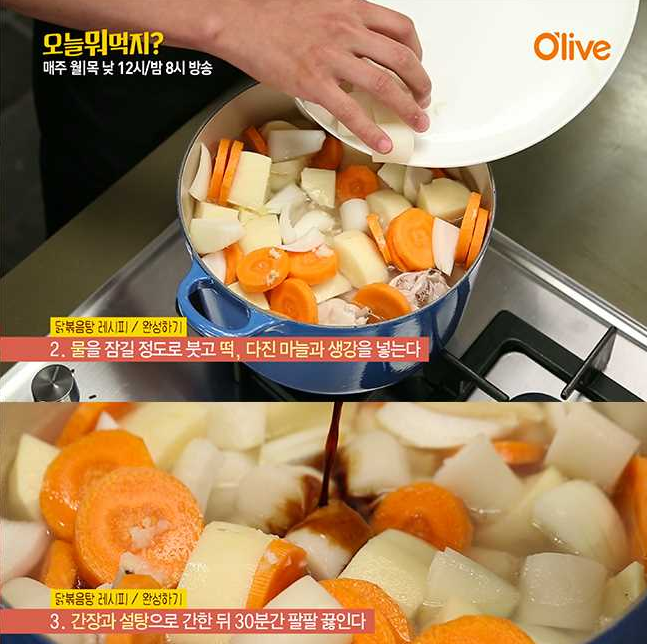 오늘뭐먹지?
매주 월|목 낮 12시/밤 8시 방송
O'live
닭볶음탕 레시피 / 완성하기
2. 물을 잠길 정도로 붓고 떡, 다진 마늘과 생강을 넣는다
닭볶음탕 레시피 / 완성하기
3. 간장과 설탕으로 간한 뒤 30분간 팔팔 끓인다